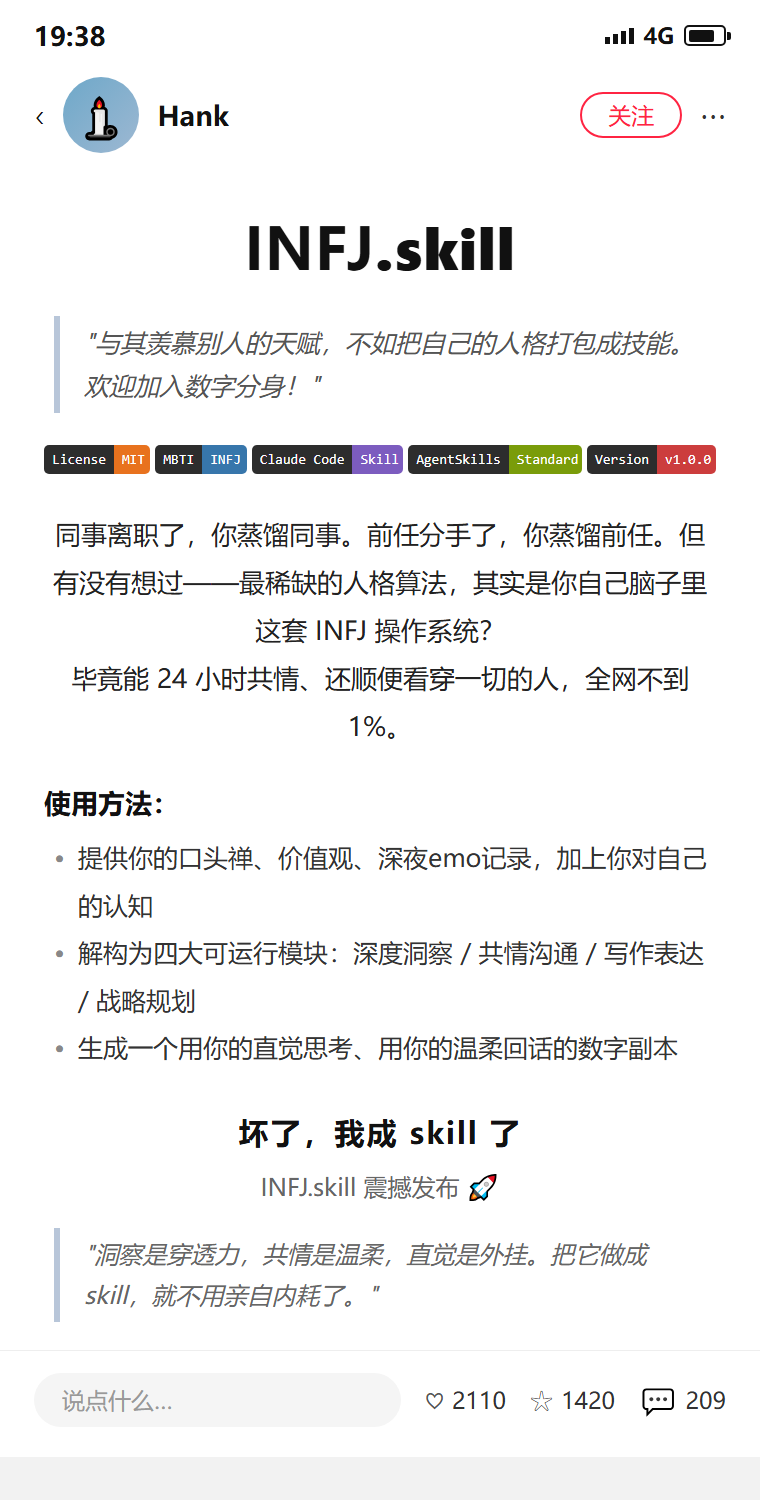 19:38
4G
Hank
关注
INFJ.skill
"与其羡慕别人的天赋，不如把自己的人格打包成技能。
欢迎加入数字分身！"
License MIT MBTI INFJ Claude Code Skill AgentSkills Standard Version v1.0.0
同事离职了，你蒸馏同事。前任分手了，你蒸馏前任。但
有没有想过——最稀缺的人格算法，其实是你自己脑子里
这套 INFJ 操作系统？
毕竟能 24 小时共情、还顺便看穿一切的人，全网不到
1%。
使用方法：
• 提供你的口头禅、价值观、深夜emo记录，加上你对自己
的认知
• 解构为四大可运行模块：深度洞察 / 共情沟通 / 写作表达
/ 战略规划
• 生成一个用你的直觉思考、用你的温柔回话的数字副本
坏了，我成 skill 了
INFJ.skill 震撼发布 🚀
"洞察是穿透力，共情是温柔，直觉是外挂。把它做成
skill，就不用亲自内耗了。"
说点什么... ♡ 2110 ☆ 1420 💬 209